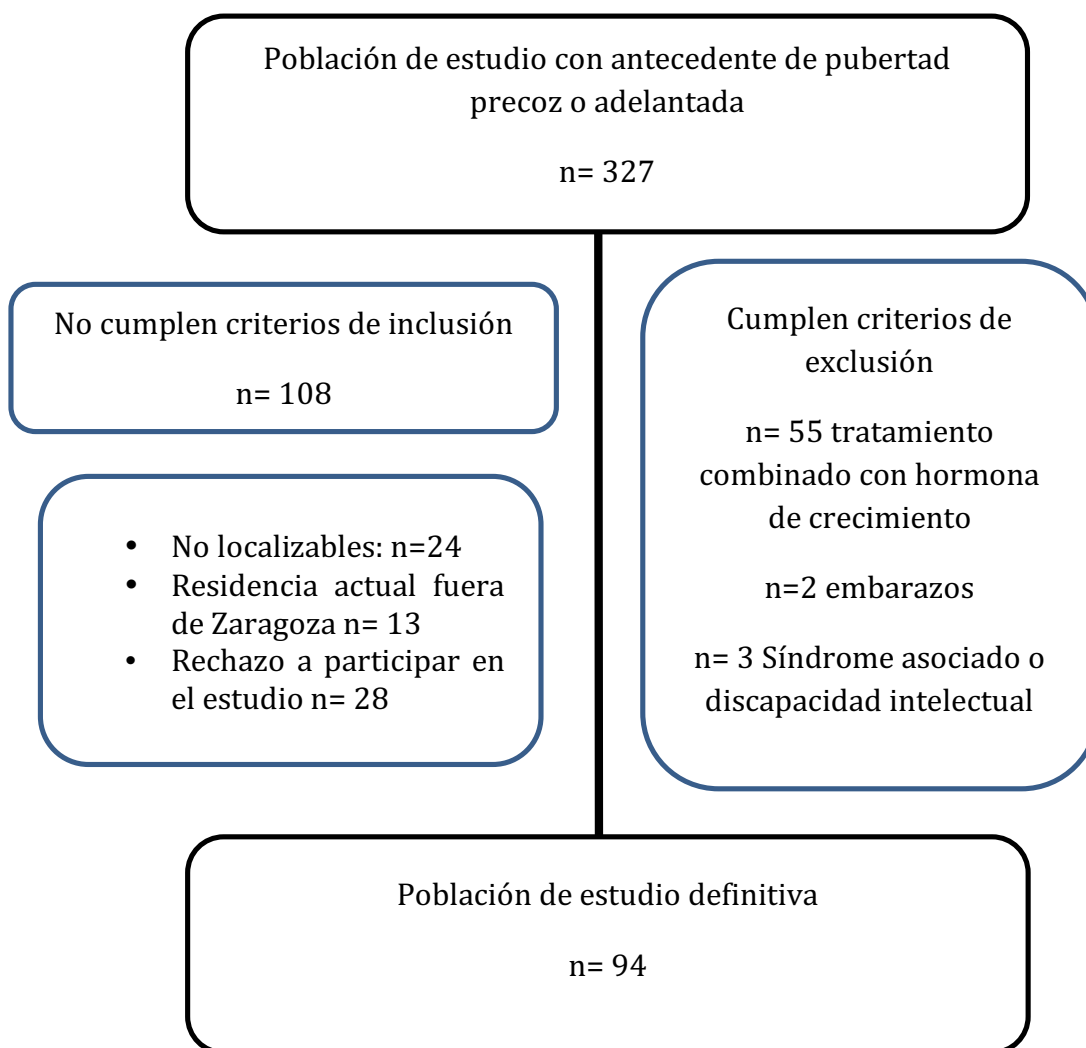 Población de estudio con antecedente de pubertad
precoz o adelantada
n= 327
No cumplen criterios de inclusión
n= 108
• No localizables: n=24
• Residencia actual fuera
de Zaragoza n= 13
• Rechazo a participar en
el estudio n= 28
Cumplen criterios de
exclusión
n= 55 tratamiento
combinado con hormona
de crecimiento
n=2 embarazos
n= 3 Síndrome asociado o
discapacidad intelectual
Población de estudio definitiva
n= 94